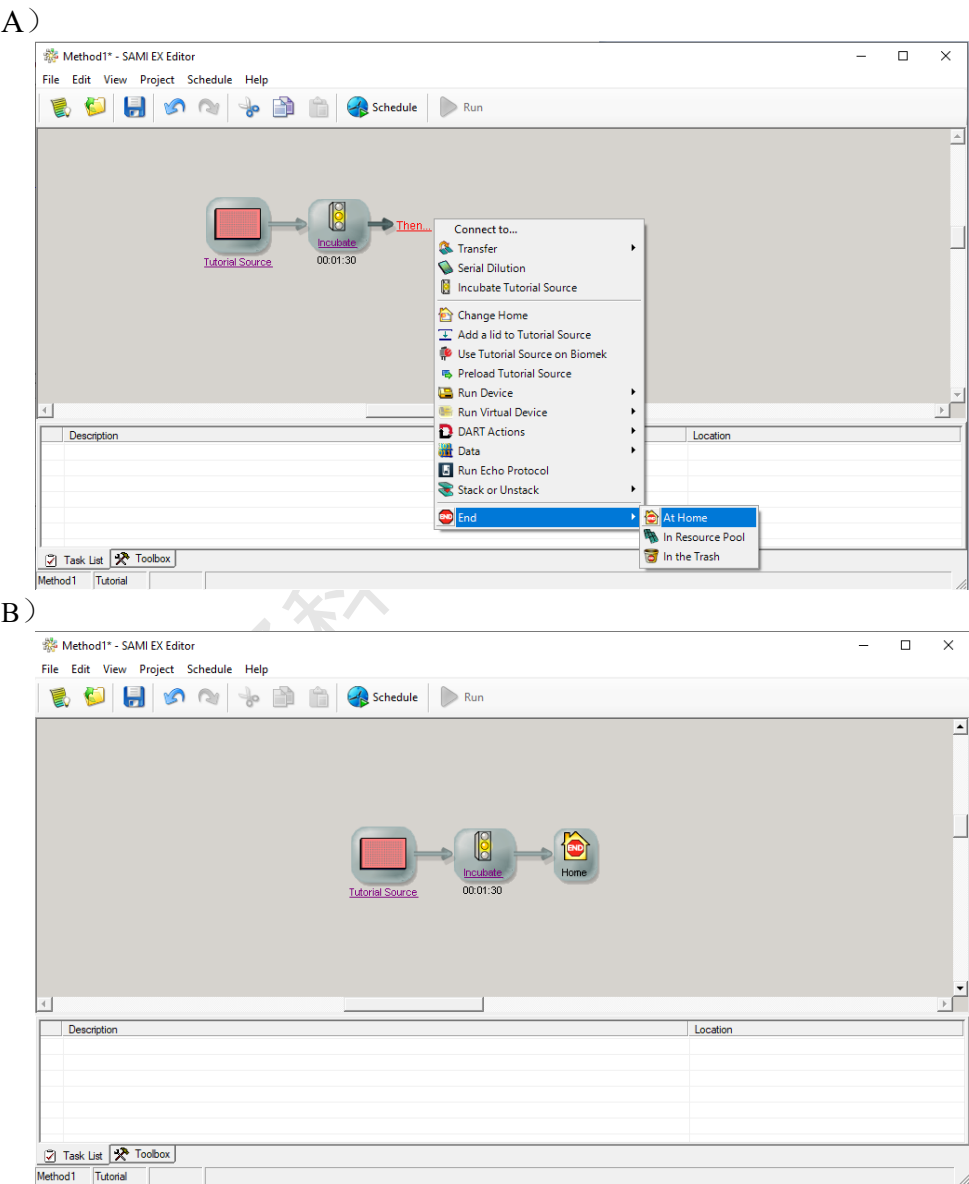 A）
Method1* - SAMI EX Editor
File Edit View Project Schedule Help
Schedule Run
Then...
Incubate
Tutorial Source 00:01:30
Connect to...
Transfer
Serial Dilution
Incubate Tutorial Source
Change Home
Add a lid to Tutorial Source
Use Tutorial Source on Biomek
Preload Tutorial Source
Run Device
Run Virtual Device
DART Actions
Data
Run Echo Protocol
Stack or Unstack
END End
END At Home
In Resource Pool
In the Trash
Description Location
Task List Toolbox
Method1 Tutorial
B）
Method1* - SAMI EX Editor
File Edit View Project Schedule Help
Schedule Run
END
Incubate Home
Tutorial Source 00:01:30
Description Location
Task List Toolbox
Method1 Tutorial